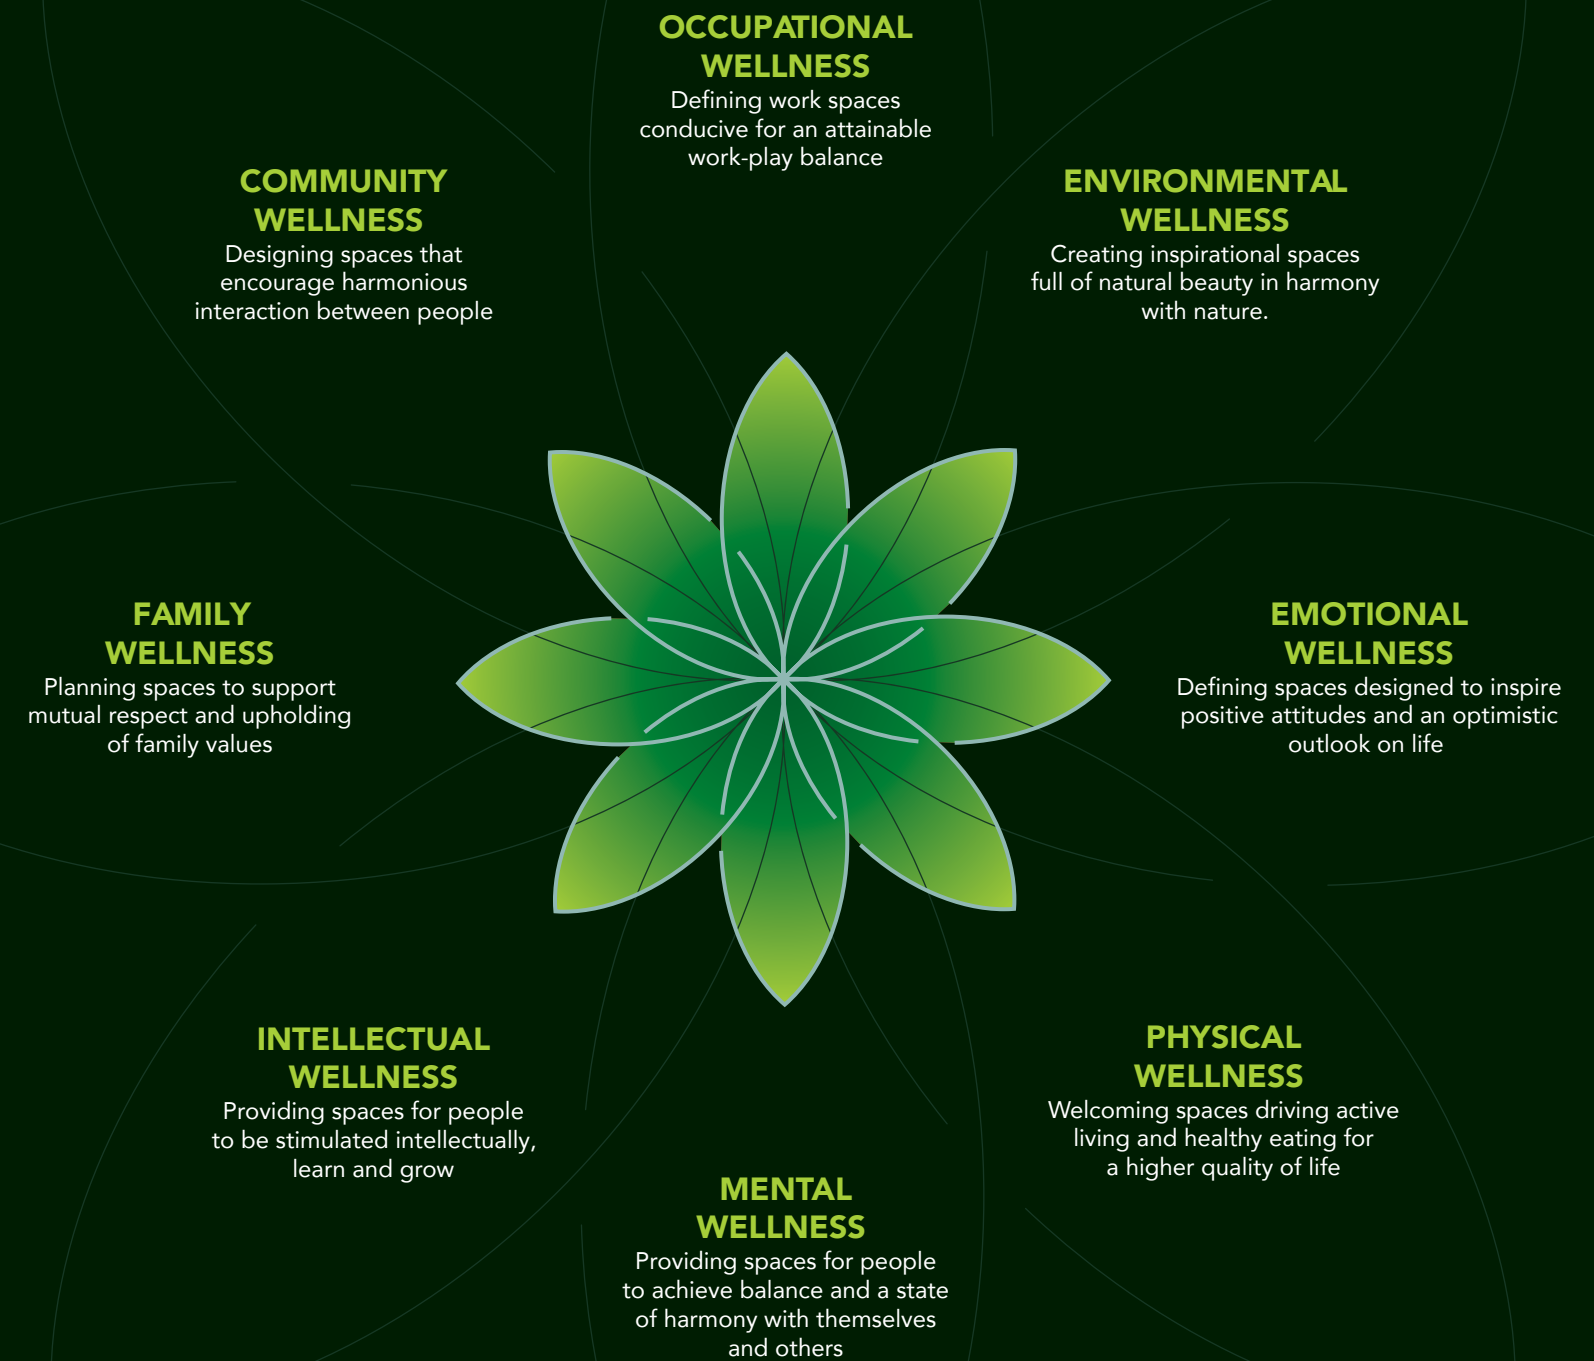 OCCUPATIONAL
WELLNESS
Defining work spaces
conducive for an attainable
work-play balance
COMMUNITY
WELLNESS
Designing spaces that
encourage harmonious
interaction between people
ENVIRONMENTAL
WELLNESS
Creating inspirational spaces
full of natural beauty in harmony
with nature.
FAMILY
WELLNESS
Planning spaces to support
mutual respect and upholding
of family values
EMOTIONAL
WELLNESS
Defining spaces designed to inspire
positive attitudes and an optimistic
outlook on life
INTELLECTUAL
WELLNESS
Providing spaces for people
to be stimulated intellectually,
learn and grow
PHYSICAL
WELLNESS
Welcoming spaces driving active
living and healthy eating for
a higher quality of life
MENTAL
WELLNESS
Providing spaces for people
to achieve balance and a state
of harmony with themselves
and others